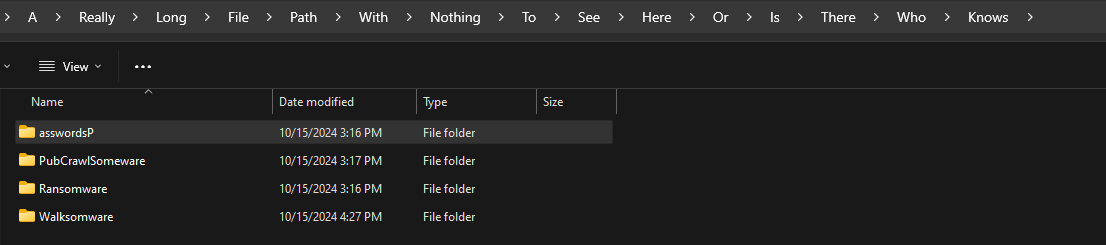 A Really Long File Path With Nothing To See Here Or Is There Who Knows
View
Name Date modified Type Size
asswordsP 10/15/2024 3:16 PM File folder
PubCrawlSomeware 10/15/2024 3:17 PM File folder
Ransomware 10/15/2024 3:16 PM File folder
Walksomware 10/15/2024 4:27 PM File folder